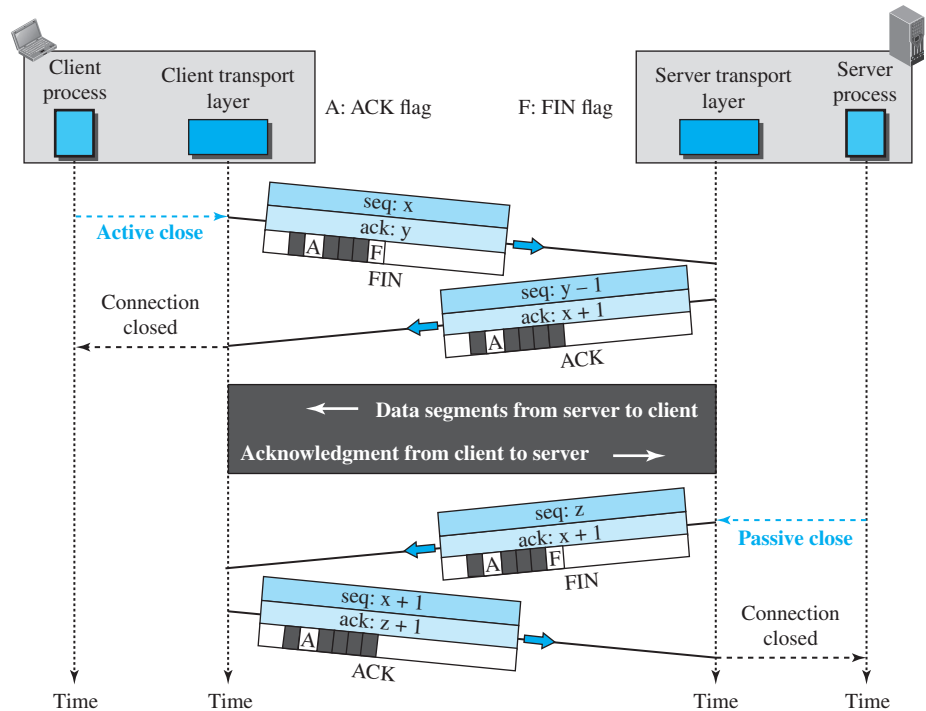 Client
process
Client transport
layer
A: ACK flag
F: FIN flag
Server transport
layer
Server
process
Active close
seq: x
ack: y
A
F
FIN
seq: y – 1
ack: x + 1
A
ACK
Connection
closed
Data segments from server to client
Acknowledgment from client to server
seq: z
ack: x + 1
A
F
FIN
Passive close
seq: x + 1
ack: z + 1
A
ACK
Connection
closed
Time
Time
Time
Time